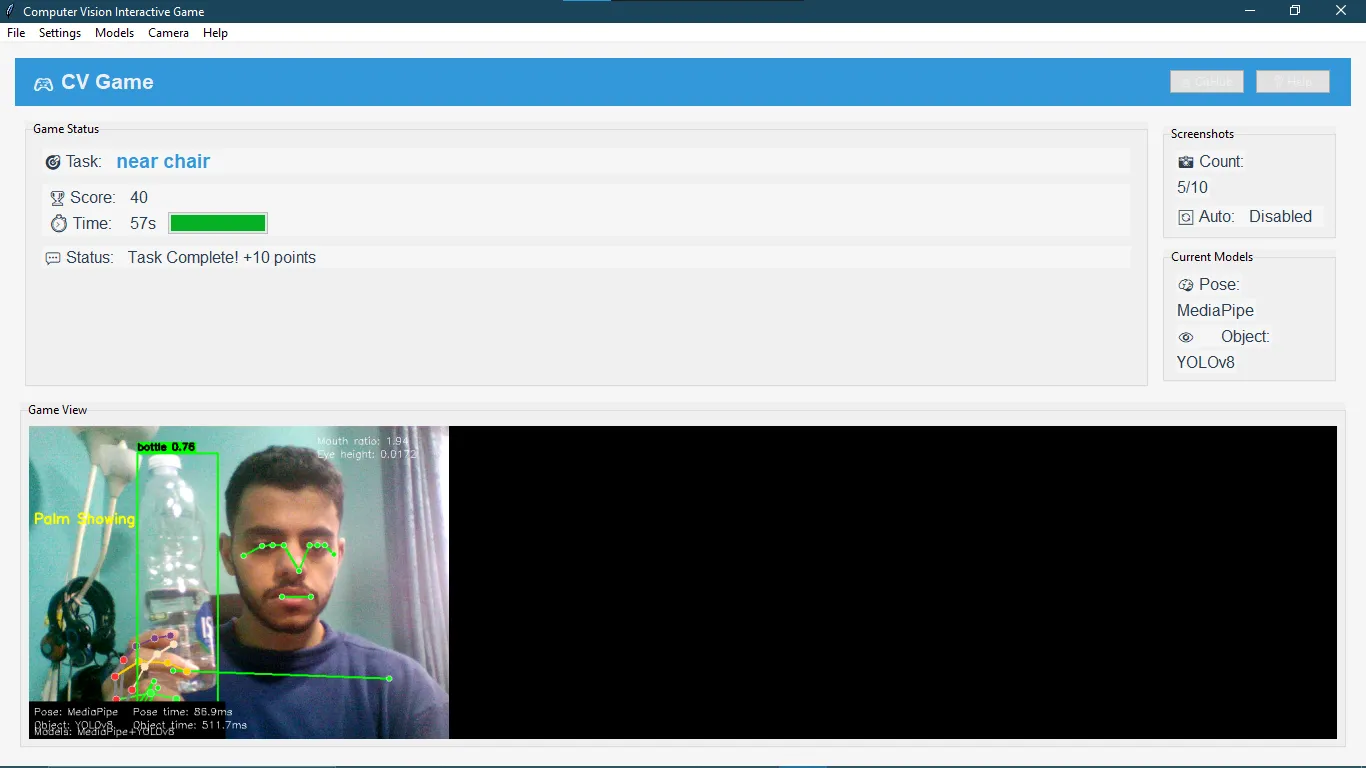 Computer Vision Interactive Game
File Settings Models Camera Help
CV Game
GitHub
Help
Game Status
Task: near chair
Score: 40
Time: 57s
Status: Task Complete! +10 points
Screenshots
Count:
5/10
Auto: Disabled
Current Models
Pose:
MediaPipe
Object:
YOLOv8
Game View
Mouth ratio: 1.94
Eye height: 0.0172
bottle 0.76
Palm Showing
Pose: MediaPipe Pose time: 86.9ms
Object: YOLOv8 Object time: 511.7ms
Models: MediaPipe+YOLOv8